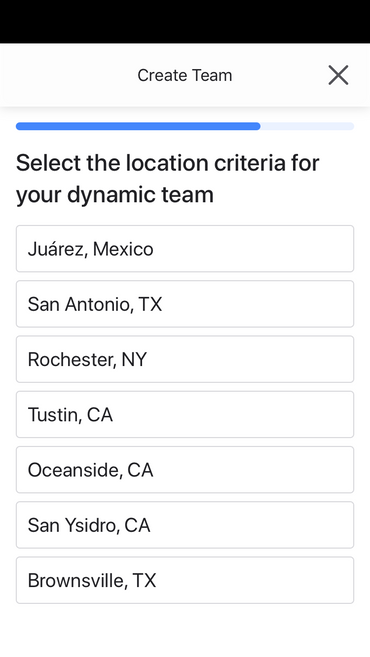 Create Team
Select the location criteria for
your dynamic team
Juárez, Mexico
San Antonio, TX
Rochester, NY
Tustin, CA
Oceanside, CA
San Ysidro, CA
Brownsville, TX